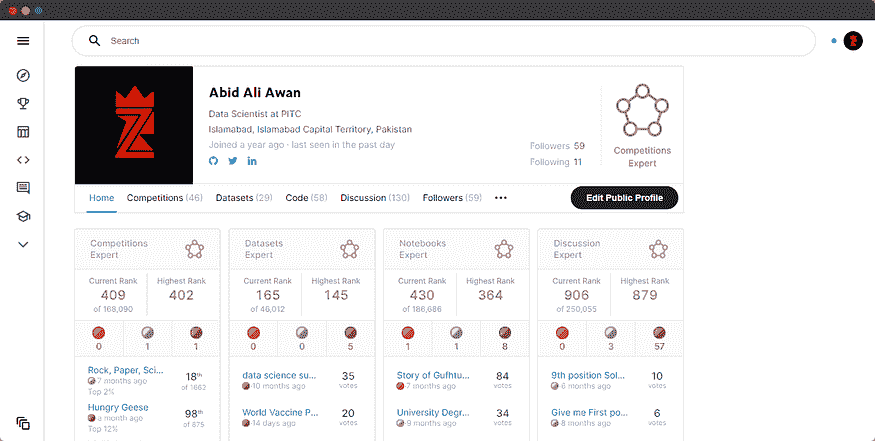 Search
Abid Ali Awan
Data Scientist at PITC
Islamabad, Islamabad Capital Territory, Pakistan
Joined a year ago · last seen in the past day
Followers 59
Following 11
Competitions
Expert
Home Competitions (46) Datasets (29) Code (58) Discussion (130) Followers (59) ••• Edit Public Profile
Competitions
Expert
Current Rank Highest Rank
409 402
of 168,090
0 1 1
Rock, Paper, Sci... 18th
7 months ago of 1662
Top 2%
Hungry Geese 98th
a month ago of 875
Top 12%
Datasets
Expert
Current Rank Highest Rank
165 145
of 46,012
0 0 5
data science su... 35
10 months ago votes
World Vaccine P... 20
14 days ago votes
Notebooks
Expert
Current Rank Highest Rank
430 364
of 186,686
1 1 8
Story of Gufhtu... 84
7 months ago votes
University Degr... 34
9 months ago votes
Discussion
Expert
Current Rank Highest Rank
906 879
of 250,055
0 3 57
9th position Sol... 10
6 months ago votes
Give me First po... 6
8 months ago votes